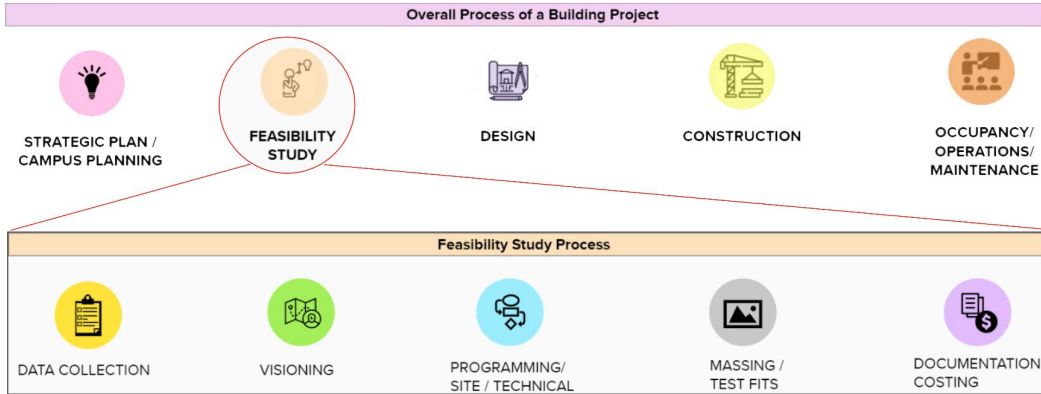 Overall Process of a Building Project
STRATEGIC PLAN /
CAMPUS PLANNING
FEASIBILITY
STUDY
DESIGN
CONSTRUCTION
OCCUPANCY/
OPERATIONS/
MAINTENANCE
Feasibility Study Process
DATA COLLECTION
VISIONING
PROGRAMMING/
SITE / TECHNICAL
MASSING /
TEST FITS
DOCUMENTATION
COSTING